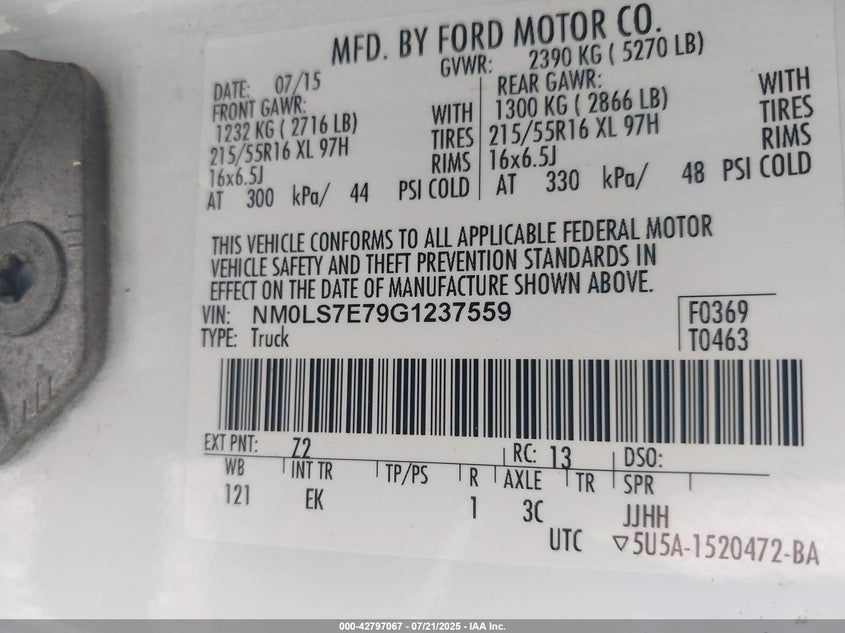 MFD. BY FORD MOTOR CO.
DATE: 07/15 GVWR: 2390 KG ( 5270 LB)
FRONT GAWR: REAR GAWR:
1232 KG ( 2716 LB) WITH 1300 KG ( 2866 LB) WITH
215/55R16 XL 97H TIRES 215/55R16 XL 97H TIRES
16x6.5J RIMS 16x6.5J RIMS
AT 300 kPa/ 44 PSI COLD AT 330 kPa/ 48 PSI COLD
THIS VEHICLE CONFORMS TO ALL APPLICABLE FEDERAL MOTOR
VEHICLE SAFETY AND THEFT PREVENTION STANDARDS IN
EFFECT ON THE DATE OF MANUFACTURE SHOWN ABOVE.
VIN: NM0LS7E79G1237559 F0369
TYPE: Truck T0463
EXT PNT: Z2 RC: 13 DSO:
WB INT TR TP/PS R AXLE TR SPR
121 EK 1 3C JJHH
UTC ▽5U5A-1520472-BA
000-42797067 - 07/21/2025 - IAA Inc.